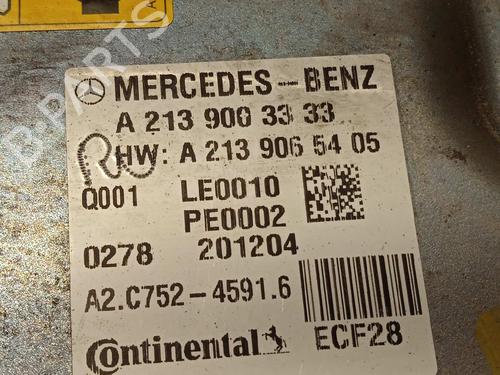 B-PARTS
MERCEDES-BENZ
A 213 900 33 33
HW: A 213 906 54 05
Q001 LE0010
PE0002
0278 201204
A2.C752-4591.6
Continental ECF28